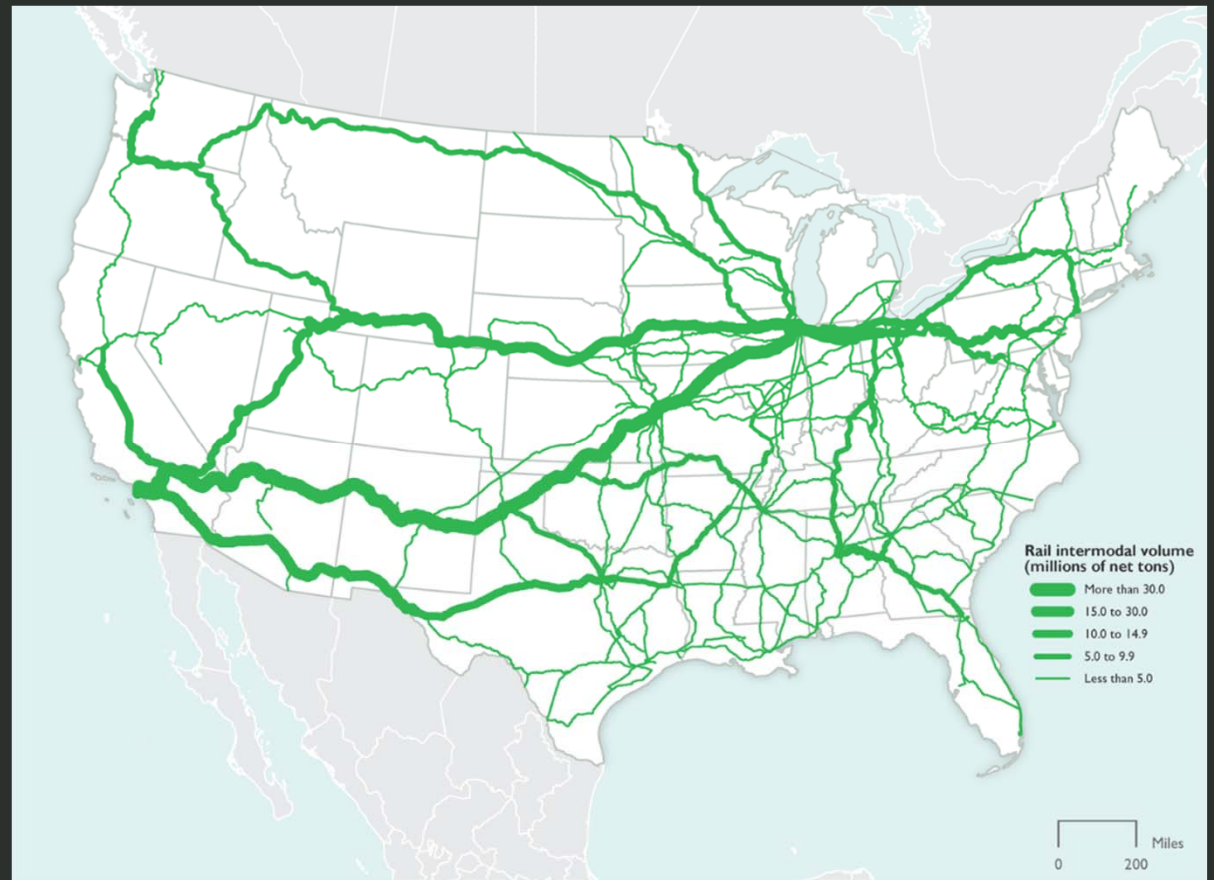 Rail intermodal volume
(millions of net tons)
More than 30.0
15.0 to 30.0
10.0 to 14.9
5.0 to 9.9
Less than 5.0
Miles
0 200